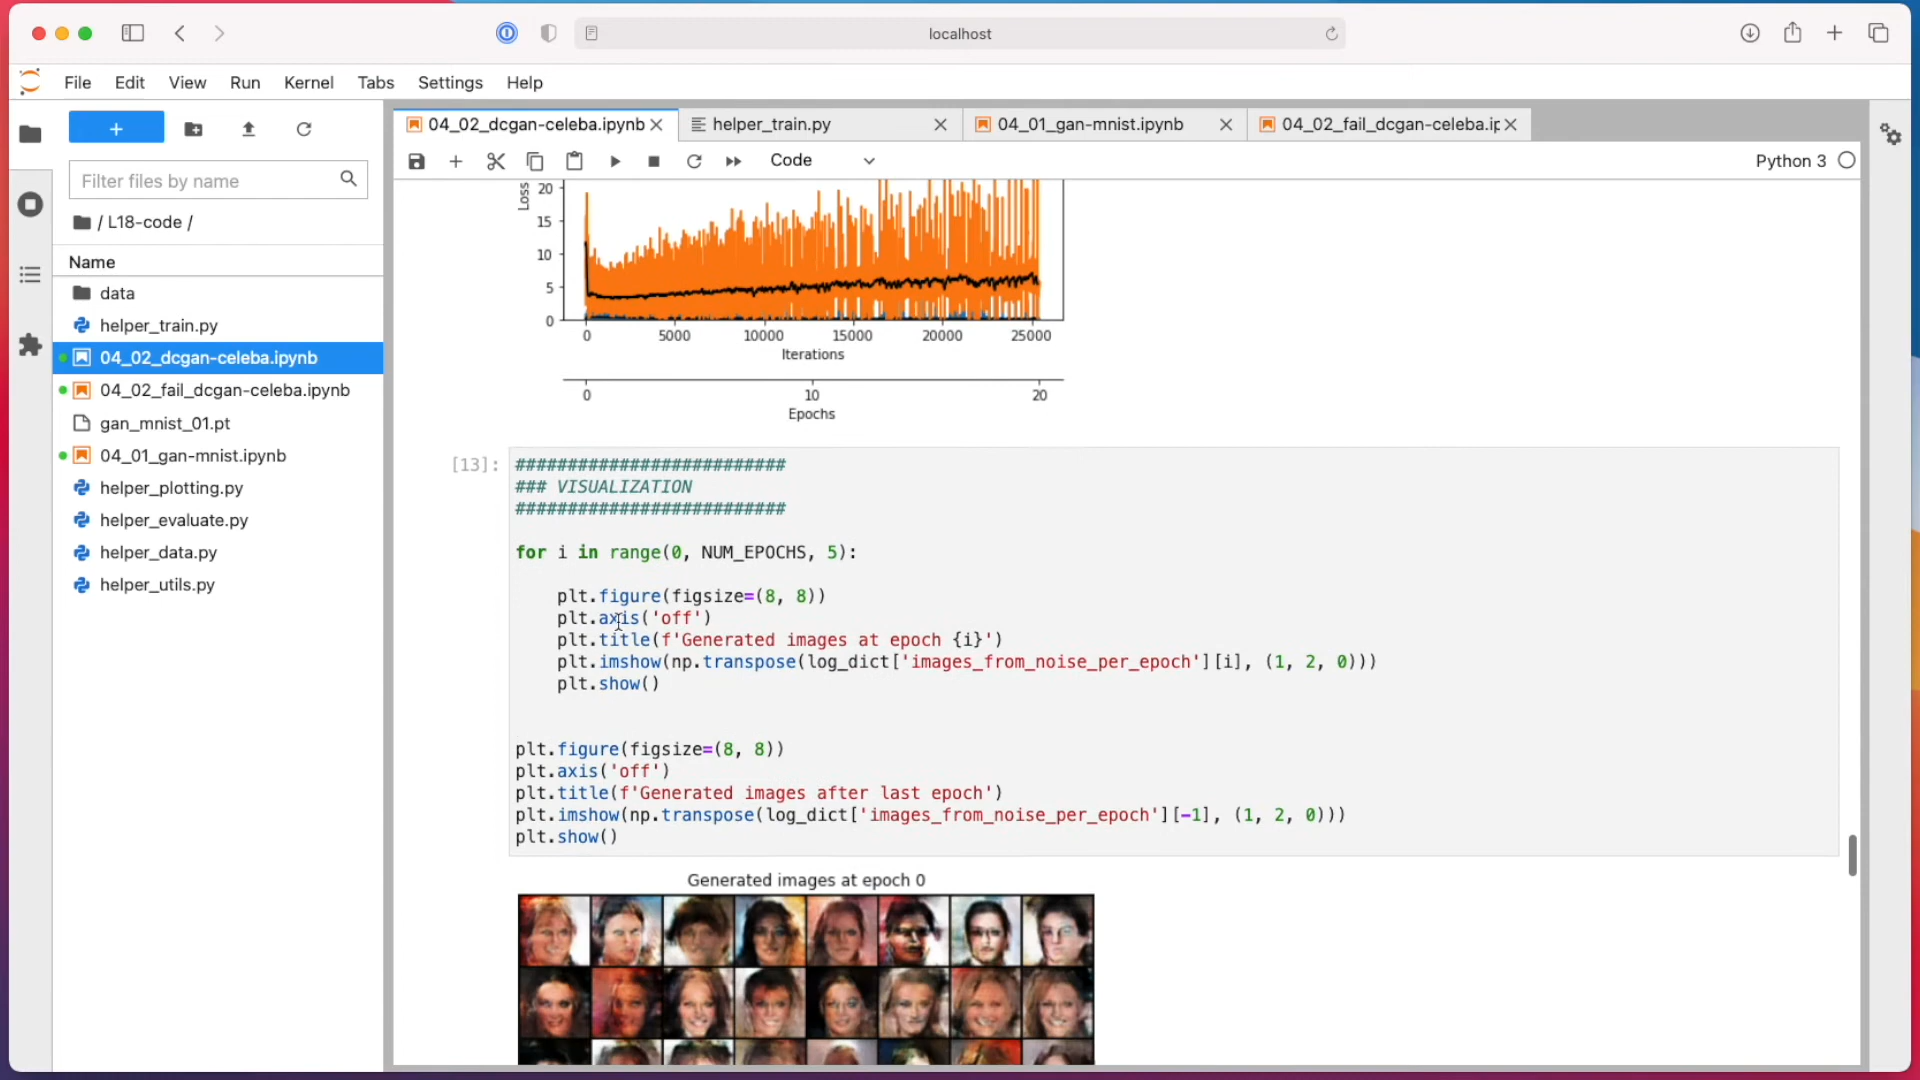 localhost
File Edit View Run Kernel Tabs Settings Help
04_02_dcgan-celeba.ipynb
helper_train.py
04_01_gan-mnist.ipynb
04_02_fail_dcgan-celeba.ip
Code
Python 3
Filter files by name
/ L18-code /
Name
data
helper_train.py
04_02_dcgan-celeba.ipynb
04_02_fail_dcgan-celeba.ipynb
gan_mnist_01.pt
04_01_gan-mnist.ipynb
helper_plotting.py
helper_evaluate.py
helper_data.py
helper_utils.py
Loss
20
15
10
5
0
0 5000 10000 15000 20000 25000
Iterations
0 10 20
Epochs
[13]:
##########################
### VISUALIZATION
##########################
for i in range(0, NUM_EPOCHS, 5):
plt.figure(figsize=(8, 8))
plt.axis('off')
plt.title(f'Generated images at epoch {i}')
plt.imshow(np.transpose(log_dict['images_from_noise_per_epoch'][i], (1, 2, 0)))
plt.show()
plt.figure(figsize=(8, 8))
plt.axis('off')
plt.title(f'Generated images after last epoch')
plt.imshow(np.transpose(log_dict['images_from_noise_per_epoch'][-1], (1, 2, 0)))
plt.show()
Generated images at epoch 0